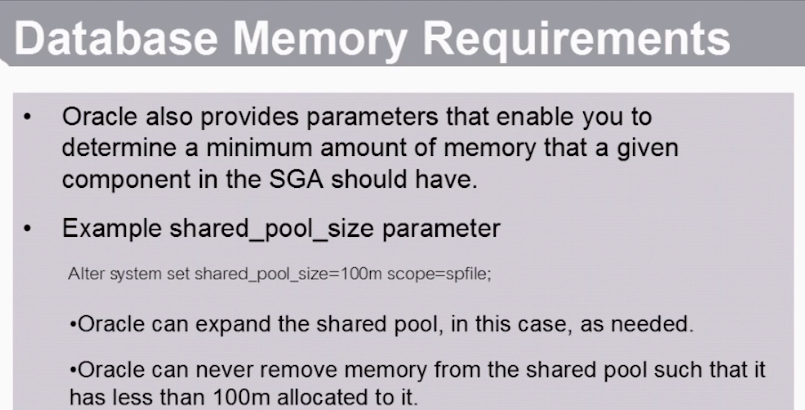 Database Memory Requirements
• Oracle also provides parameters that enable you to
determine a minimum amount of memory that a given
component in the SGA should have.
• Example shared_pool_size parameter
Alter system set shared_pool_size=100m scope=spfile;
•Oracle can expand the shared pool, in this case, as needed.
•Oracle can never remove memory from the shared pool such that it
has less than 100m allocated to it.